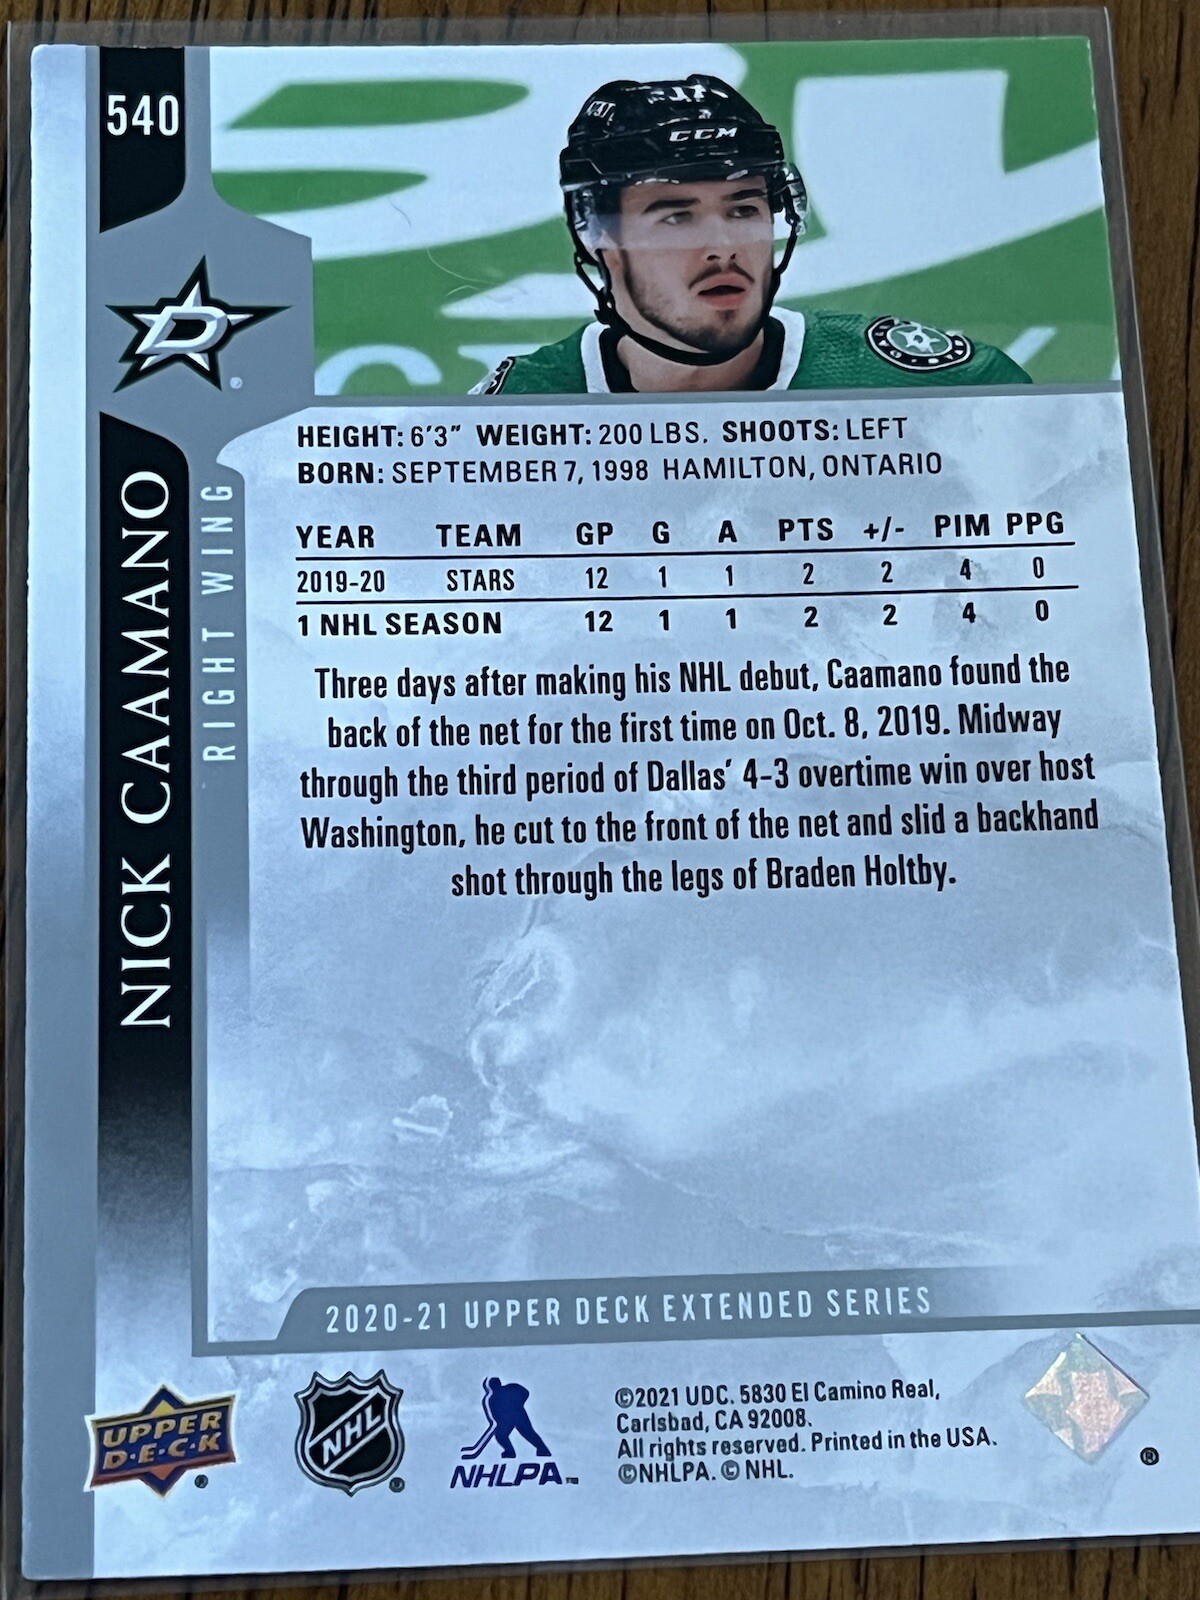 540
17
AT&T
CCM
D
®
NICK CAAMANO
RIGHT WING
HEIGHT: 6'3" WEIGHT: 200 LBS. SHOOTS: LEFT
BORN: SEPTEMBER 7, 1998 HAMILTON, ONTARIO
YEAR TEAM GP G A PTS +/- PIM PPG
2019-20 STARS 12 1 1 2 2 4 0
1 NHL SEASON 12 1 1 2 2 4 0
Three days after making his NHL debut, Caamano found the
back of the net for the first time on Oct. 8, 2019. Midway
through the third period of Dallas' 4-3 overtime win over host
Washington, he cut to the front of the net and slid a backhand
shot through the legs of Braden Holtby.
2020-21 UPPER DECK EXTENDED SERIES
UPPER
D·E·C·K
®
NHL
®
NHLPA™
©2021 UDC. 5830 El Camino Real,
Carlsbad, CA 92008.
All rights reserved. Printed in the USA.
©NHLPA. © NHL.
®